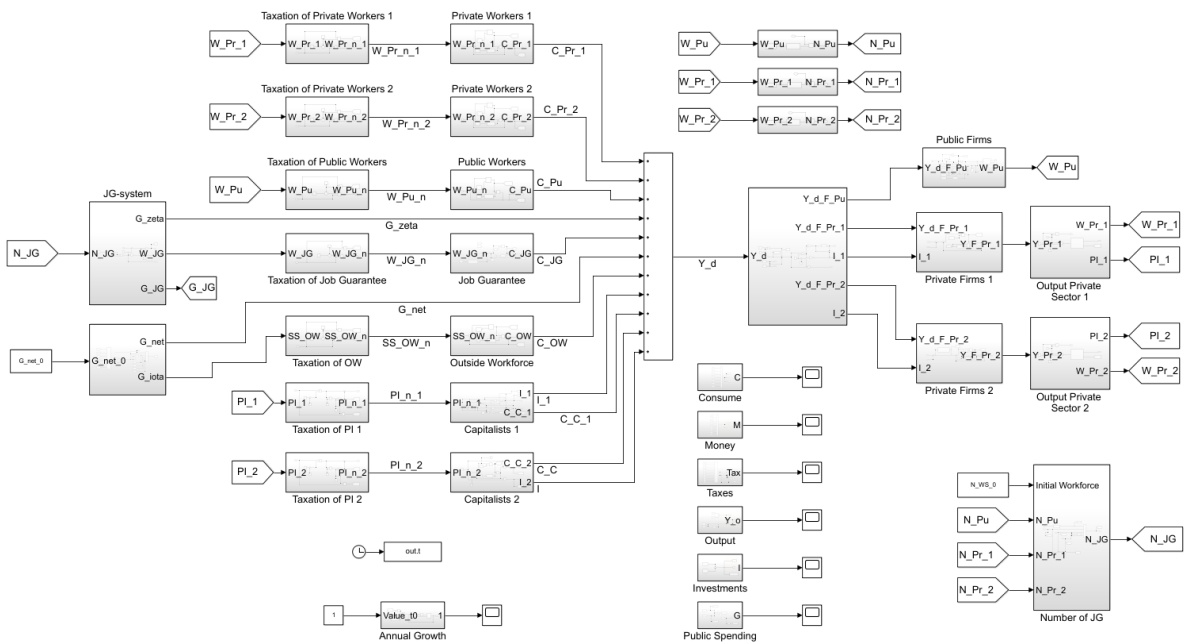 Taxation of Private Workers 1
Private Workers 1
W_Pr_1
W_Pr_1 W_Pr_n_1
W_Pr_n_1
W_Pr_n_1 C_Pr_1
C_Pr_1
Taxation of Private Workers 2
Private Workers 2
W_Pr_2
W_Pr_2 W_Pr_n_2
W_Pr_n_2
W_Pr_n_2 C_Pr_2
C_Pr_2
Taxation of Public Workers
Public Workers
W_Pu
W_Pu W_Pu_n
W_Pu_n
W_Pu_n C_Pu
C_Pu
JG-system
N_JG
N_JG
G_zeta
W_JG
G_JG
G_zeta
G_JG
W_JG W_JG_n
W_JG_n
W_JG_n C_JG
C_JG
Taxation of Job Guarantee
Job Guarantee
G_net_0
G_net_0
G_net
G_iota
G_net
SS_OW SS_OW_n
SS_OW_n
SS_OW_n C_OW
C_OW
Taxation of OW
Outside Workforce
PI_1
PI_1 PI_n_1
PI_n_1
PI_n_1
I_1
C_C_1
I_1
C_C_1
Taxation of PI 1
Capitalists 1
PI_2
PI_2 PI_n_2
PI_n_2
PI_n_2
C_C_2
I_2
C_C
I
Taxation of PI 2
Capitalists 2
out.t
1
Value_t0 1
Annual Growth
+
+
+
+
+
+
+
+
+
+
+
Y_d
W_Pu
W_Pu N_Pu
N_Pu
W_Pr_1
W_Pr_1 N_Pr_1
N_Pr_1
W_Pr_2
W_Pr_2 N_Pr_2
N_Pr_2
Y_d
Y_d_F_Pu
Y_d_F_Pr_1
I_1
Y_d_F_Pr_2
I_2
Public Firms
Y_d_F_Pu W_Pu
W_Pu
Y_d_F_Pr_1
Y_F_Pr_1
I_1
Private Firms 1
Y_Pr_1
W_Pr_1
PI_1
W_Pr_1
PI_1
Output Private
Sector 1
Y_d_F_Pr_2
Y_F_Pr_2
I_2
Private Firms 2
Y_Pr_2
PI_2
W_Pr_2
PI_2
W_Pr_2
Output Private
Sector 2
C
Consume
M
Money
Tax
Taxes
Y_o
Output
I
Investments
G
Public Spending
N_WS_0
Initial Workforce
N_Pu
N_Pu
N_Pr_1
N_Pr_1
N_Pr_2
N_Pr_2
N_JG
N_JG
Number of JG